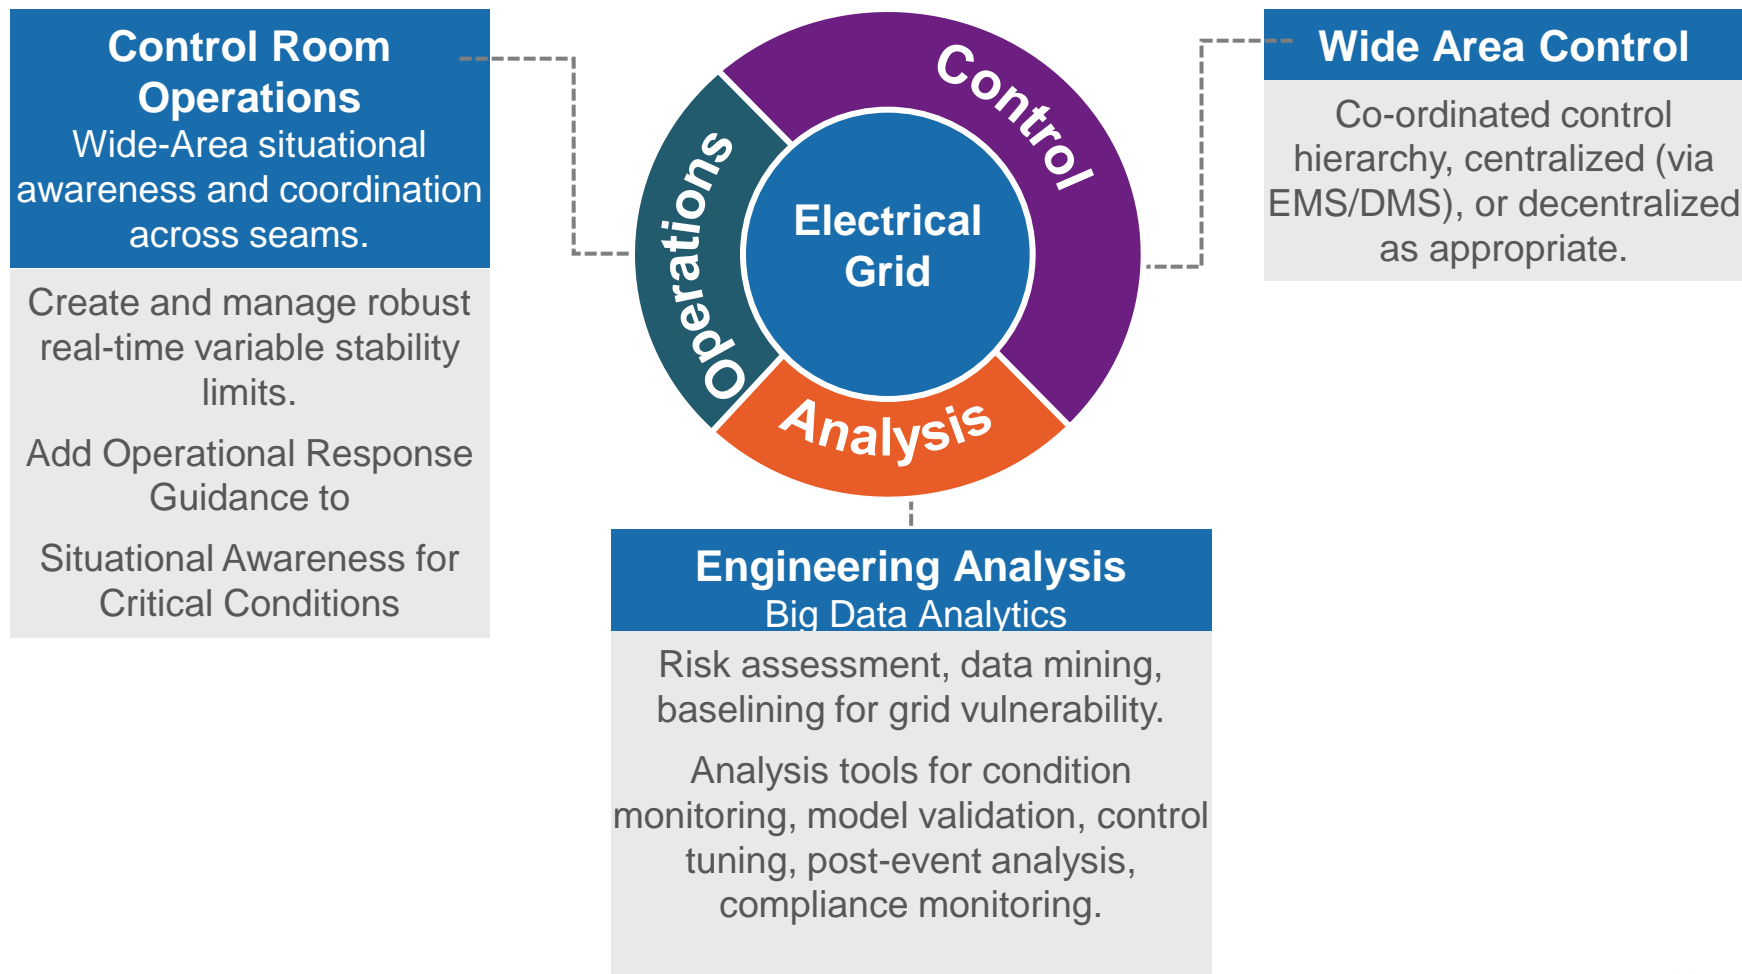 Control Room
Operations
Wide-Area situational
awareness and coordination
across seams.
Create and manage robust
real-time variable stability
limits.
Add Operational Response
Guidance to
Situational Awareness for
Critical Conditions
Operations
Control
Analysis
Electrical
Grid
Wide Area Control
Co-ordinated control
hierarchy, centralized (via
EMS/DMS), or decentralized
as appropriate.
Engineering Analysis
Big Data Analytics
Risk assessment, data mining,
baselining for grid vulnerability.
Analysis tools for condition
monitoring, model validation, control
tuning, post-event analysis,
compliance monitoring.